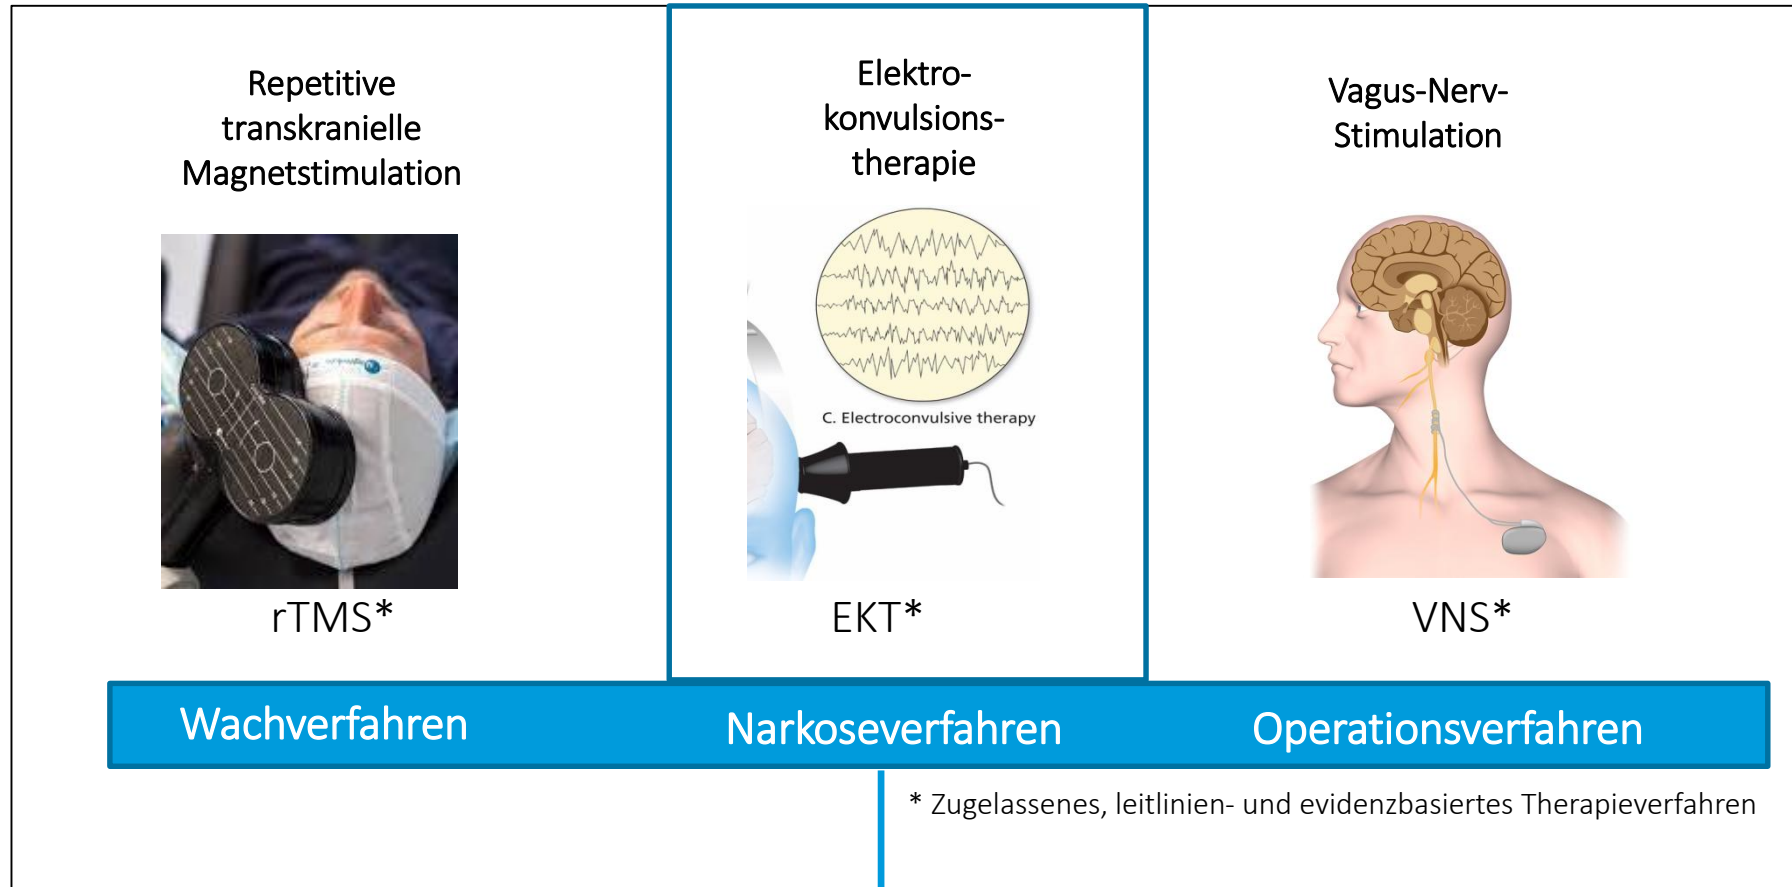 Repetitive
transkranielle
Magnetstimulation
rTMS*
Elektro-
konvulsions-
therapie
C. Electroconvulsive therapy
EKT*
Vagus-Nerv-
Stimulation
VNS*
Wachverfahren
Narkoseverfahren
Operationsverfahren
* Zugelassenes, leitlinien- und evidenzbasiertes Therapieverfahren